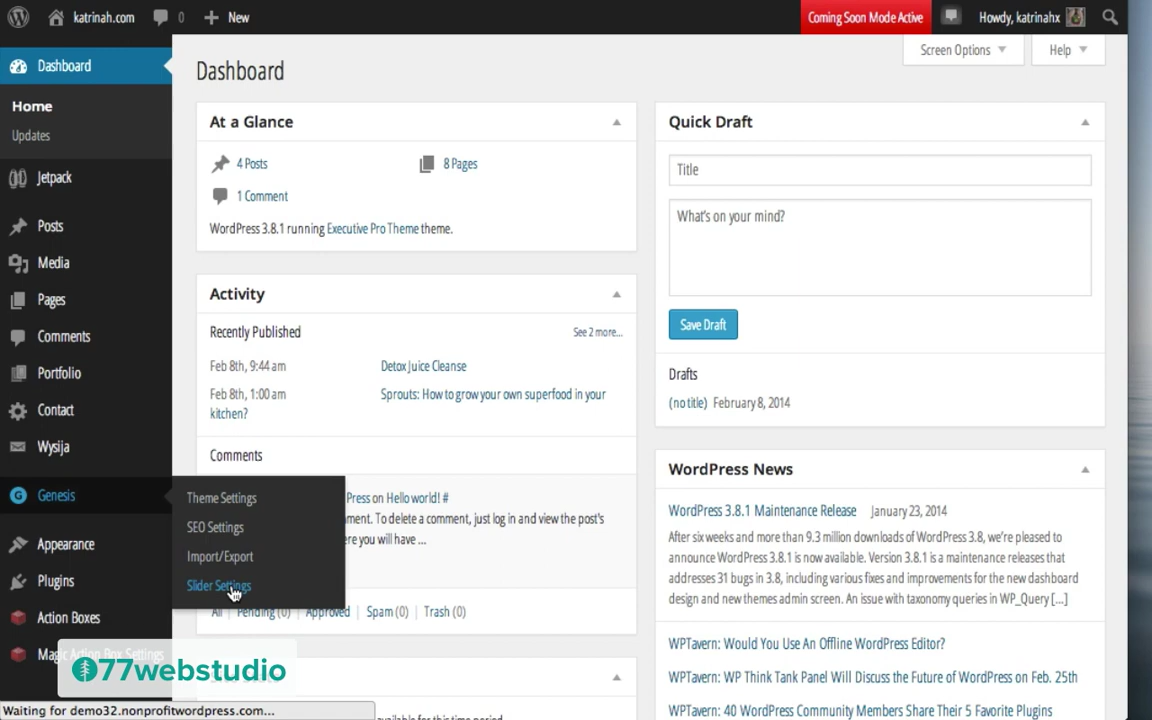 katrinah.com 0 New Coming Soon Mode Active Howdy, katrinahx
Screen Options Help
Dashboard
Home
Updates
Jetpack
Posts
Media
Pages
Comments
Portfolio
Contact
Wysija
Genesis
Appearance
Plugins
Action Boxes
Magic Action Box Settings
Theme Settings
SEO Settings
Import/Export
Slider Settings
Dashboard
At a Glance
4 Posts 8 Pages
1 Comment
WordPress 3.8.1 running Executive Pro Theme theme.
Activity
Recently Published See 2 more...
Feb 8th, 9:44 am Detox Juice Cleanse
Feb 8th, 1:00 am Sprouts: How to grow your own superfood in your
kitchen?
Comments
Press on Hello world! #
ment. To delete a comment, just log in and view the post's
ere you will have ...
All Pending (0) Approved Spam (0) Trash (0)
available for this time period.
Quick Draft
Title
What's on your mind?
Save Draft
Drafts
(no title) February 8, 2014
WordPress News
WordPress 3.8.1 Maintenance Release January 23, 2014
After six weeks and more than 9.3 million downloads of WordPress 3.8, we're pleased to
announce WordPress 3.8.1 is now available. Version 3.8.1 is a maintenance releases that
addresses 31 bugs in 3.8, including various fixes and improvements for the new dashboard
design and new themes admin screen. An issue with taxonomy queries in WP_Query [...]
WPTavern: Would You Use An Offline WordPress Editor?
WPTavern: WP Think Tank Panel Will Discuss the Future of WordPress on Feb. 25th
WPTavern: 40 WordPress Community Members Share Their 5 Favorite Plugins
77webstudio
Waiting for demo32.nonprofitwordpress.com...